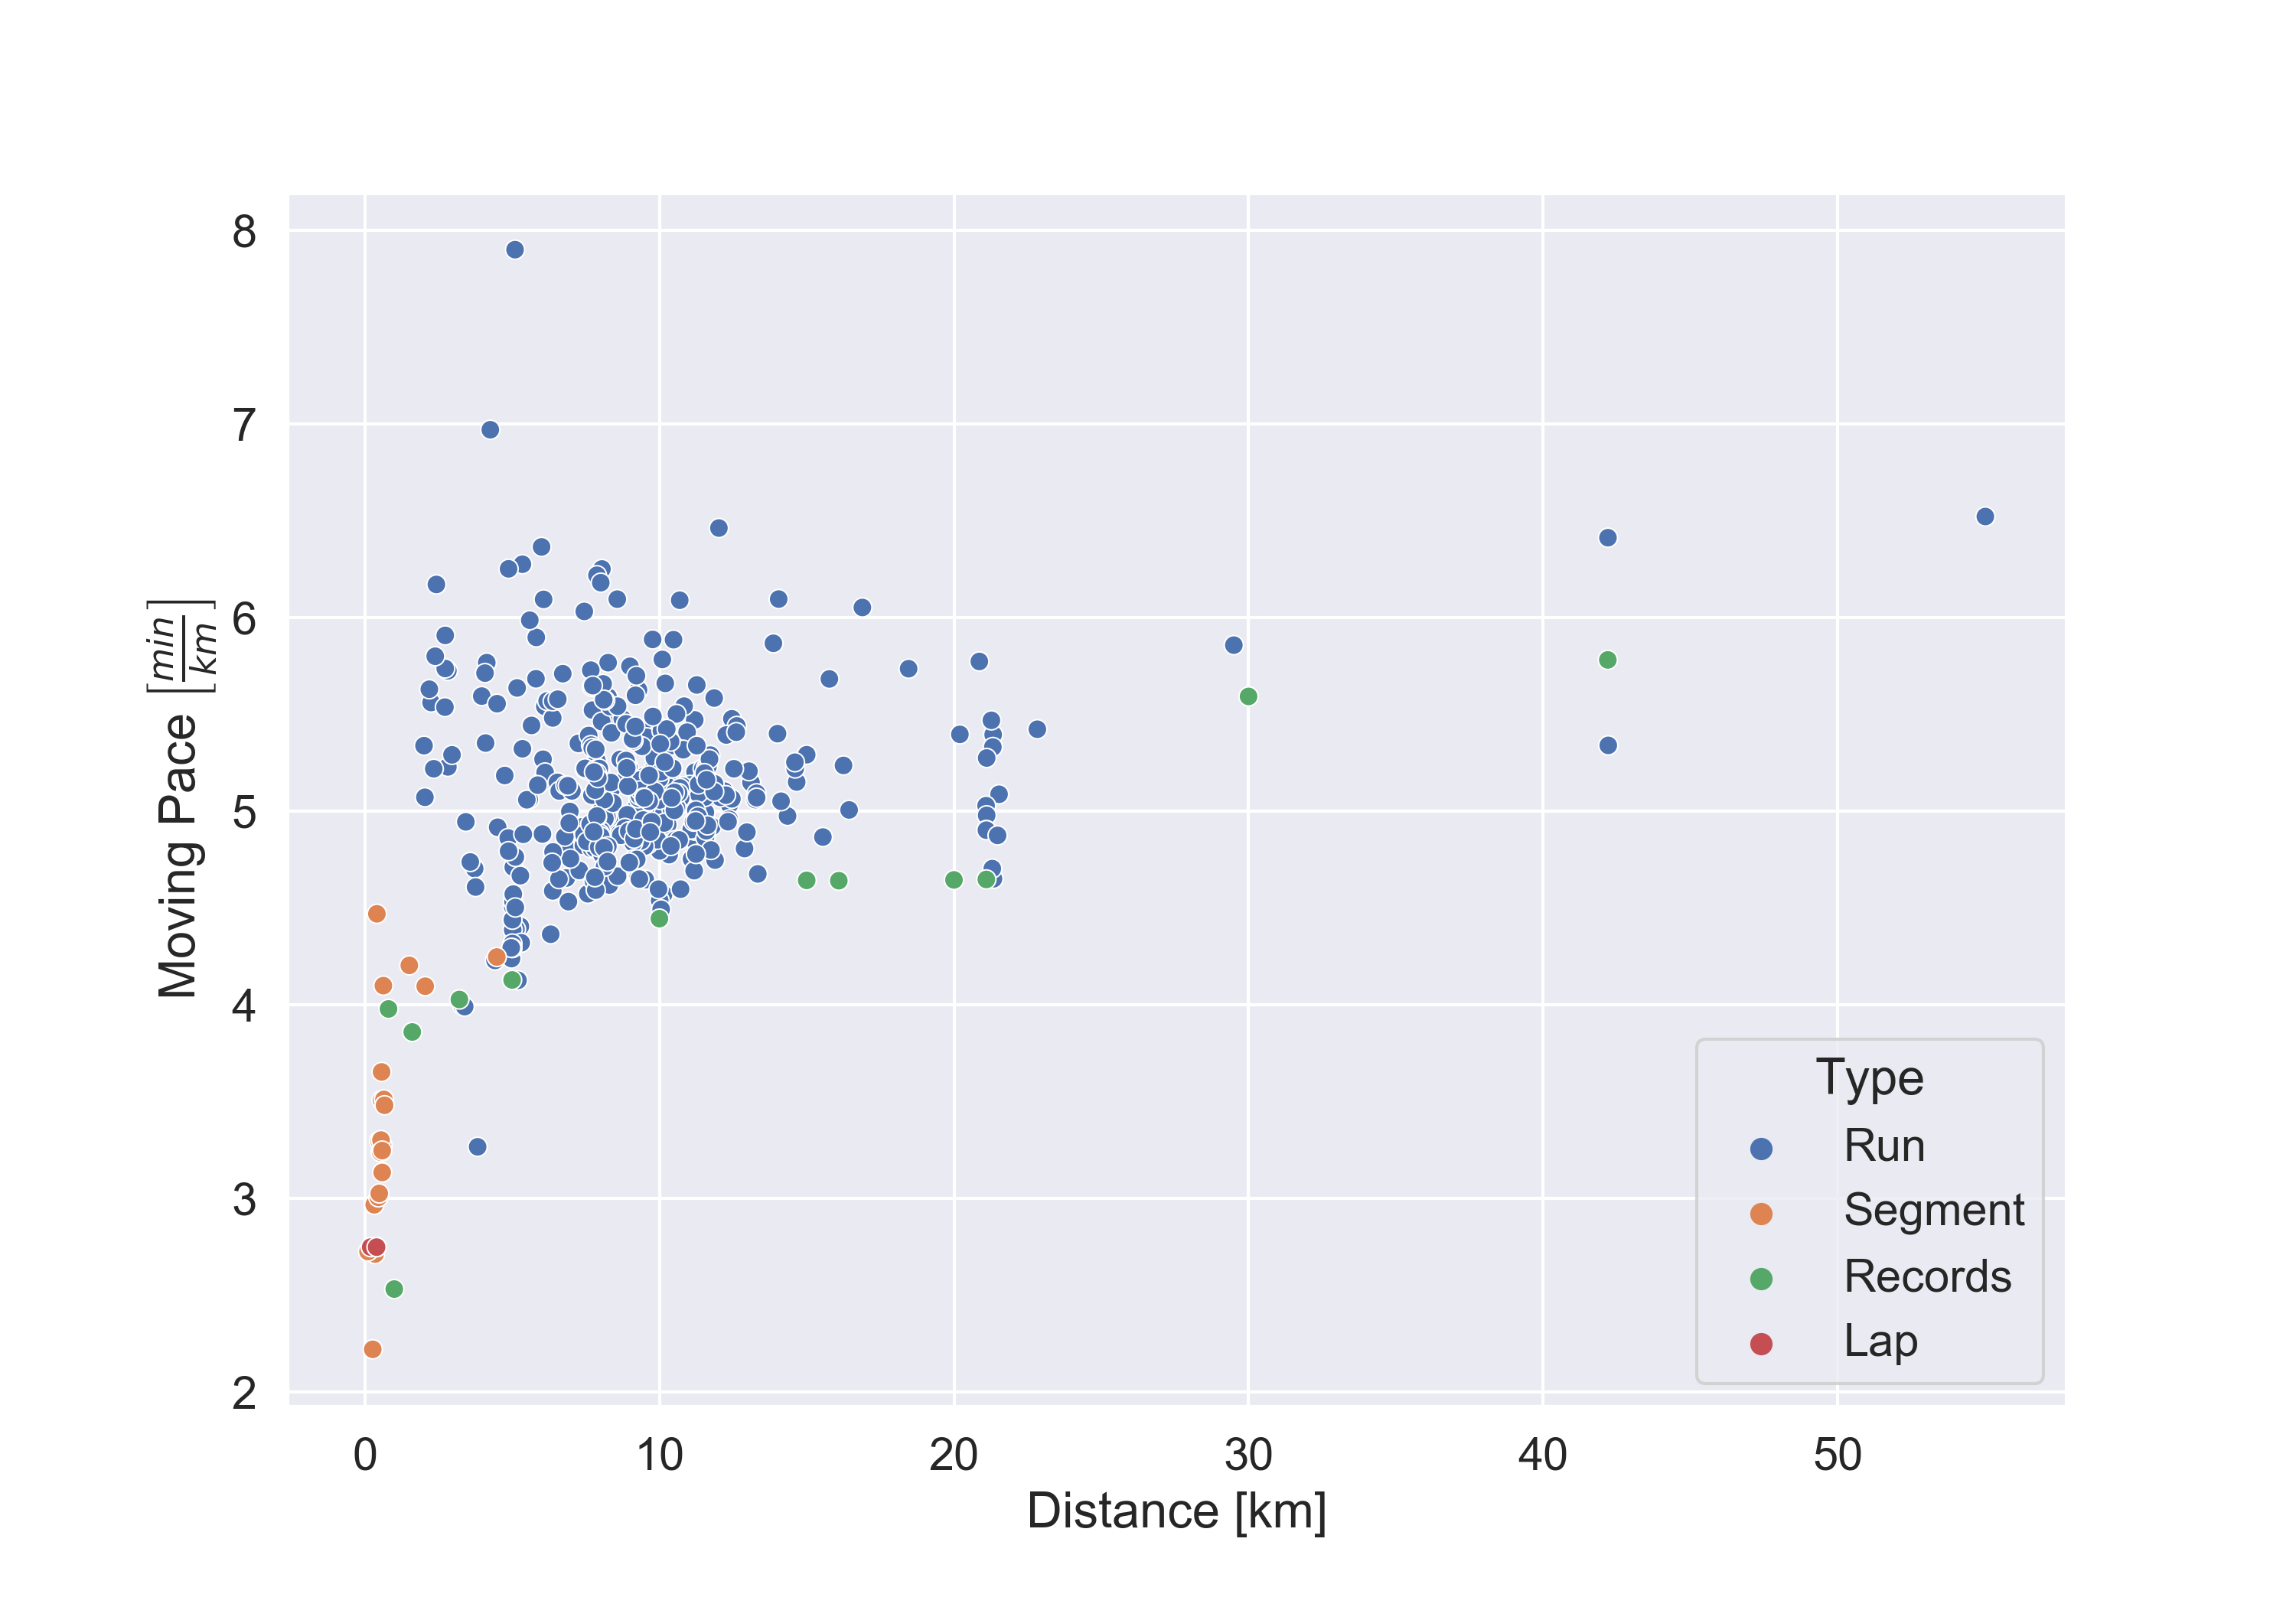 8
7
6
5
4
3
2
Moving Pace [min/km]
0 10 20 30 40 50
Distance [km]
Type
Run
Segment
Records
Lap